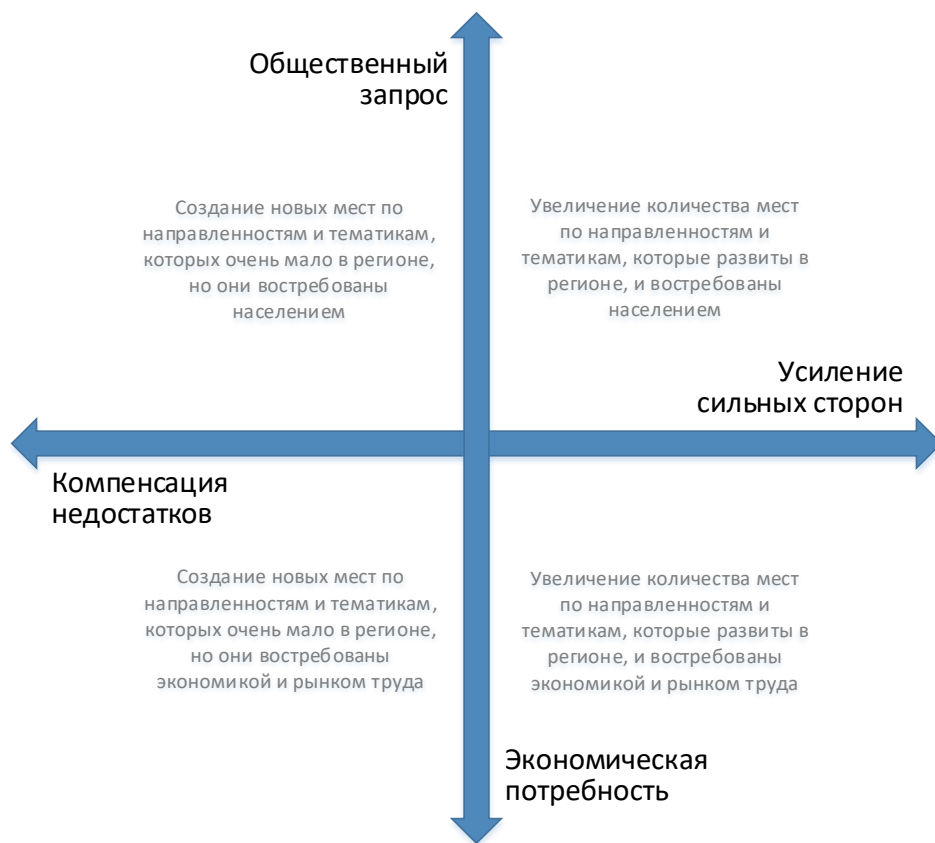 Общественный
запрос
Создание новых мест по
направленностям и тематикам,
которых очень мало в регионе,
но они востребованы
населением
Увеличение количества мест
по направленностям и
тематикам, которые развиты в
регионе, и востребованы
населением
Усиление
сильных сторон
Компенсация
недостатков
Создание новых мест по
направленностям и тематикам,
которых очень мало в регионе,
но они востребованы
экономикой и рынком труда
Увеличение количества мест
по направленностям и
тематикам, которые развиты в
регионе, и востребованы
экономикой и рынком труда
Экономическая
потребность